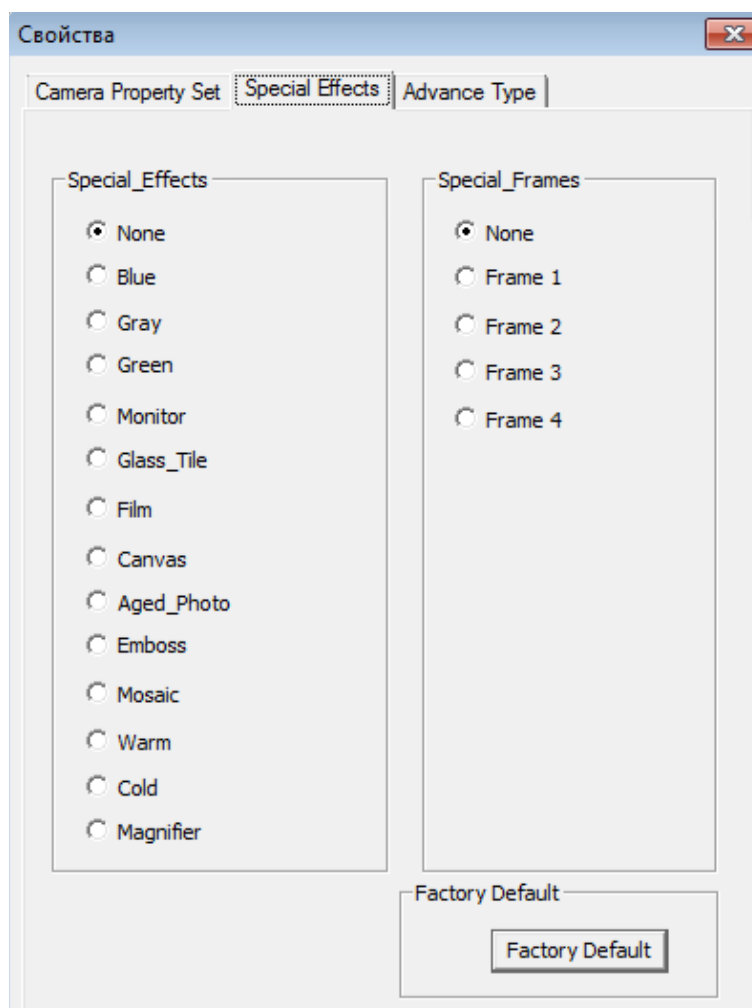 Свойства
Camera Property Set Special Effects Advance Type
Special_Effects
None
Blue
Gray
Green
Monitor
Glass_Tile
Film
Canvas
Aged_Photo
Emboss
Mosaic
Warm
Cold
Magnifier
Special_Frames
None
Frame 1
Frame 2
Frame 3
Frame 4
Factory Default
Factory Default